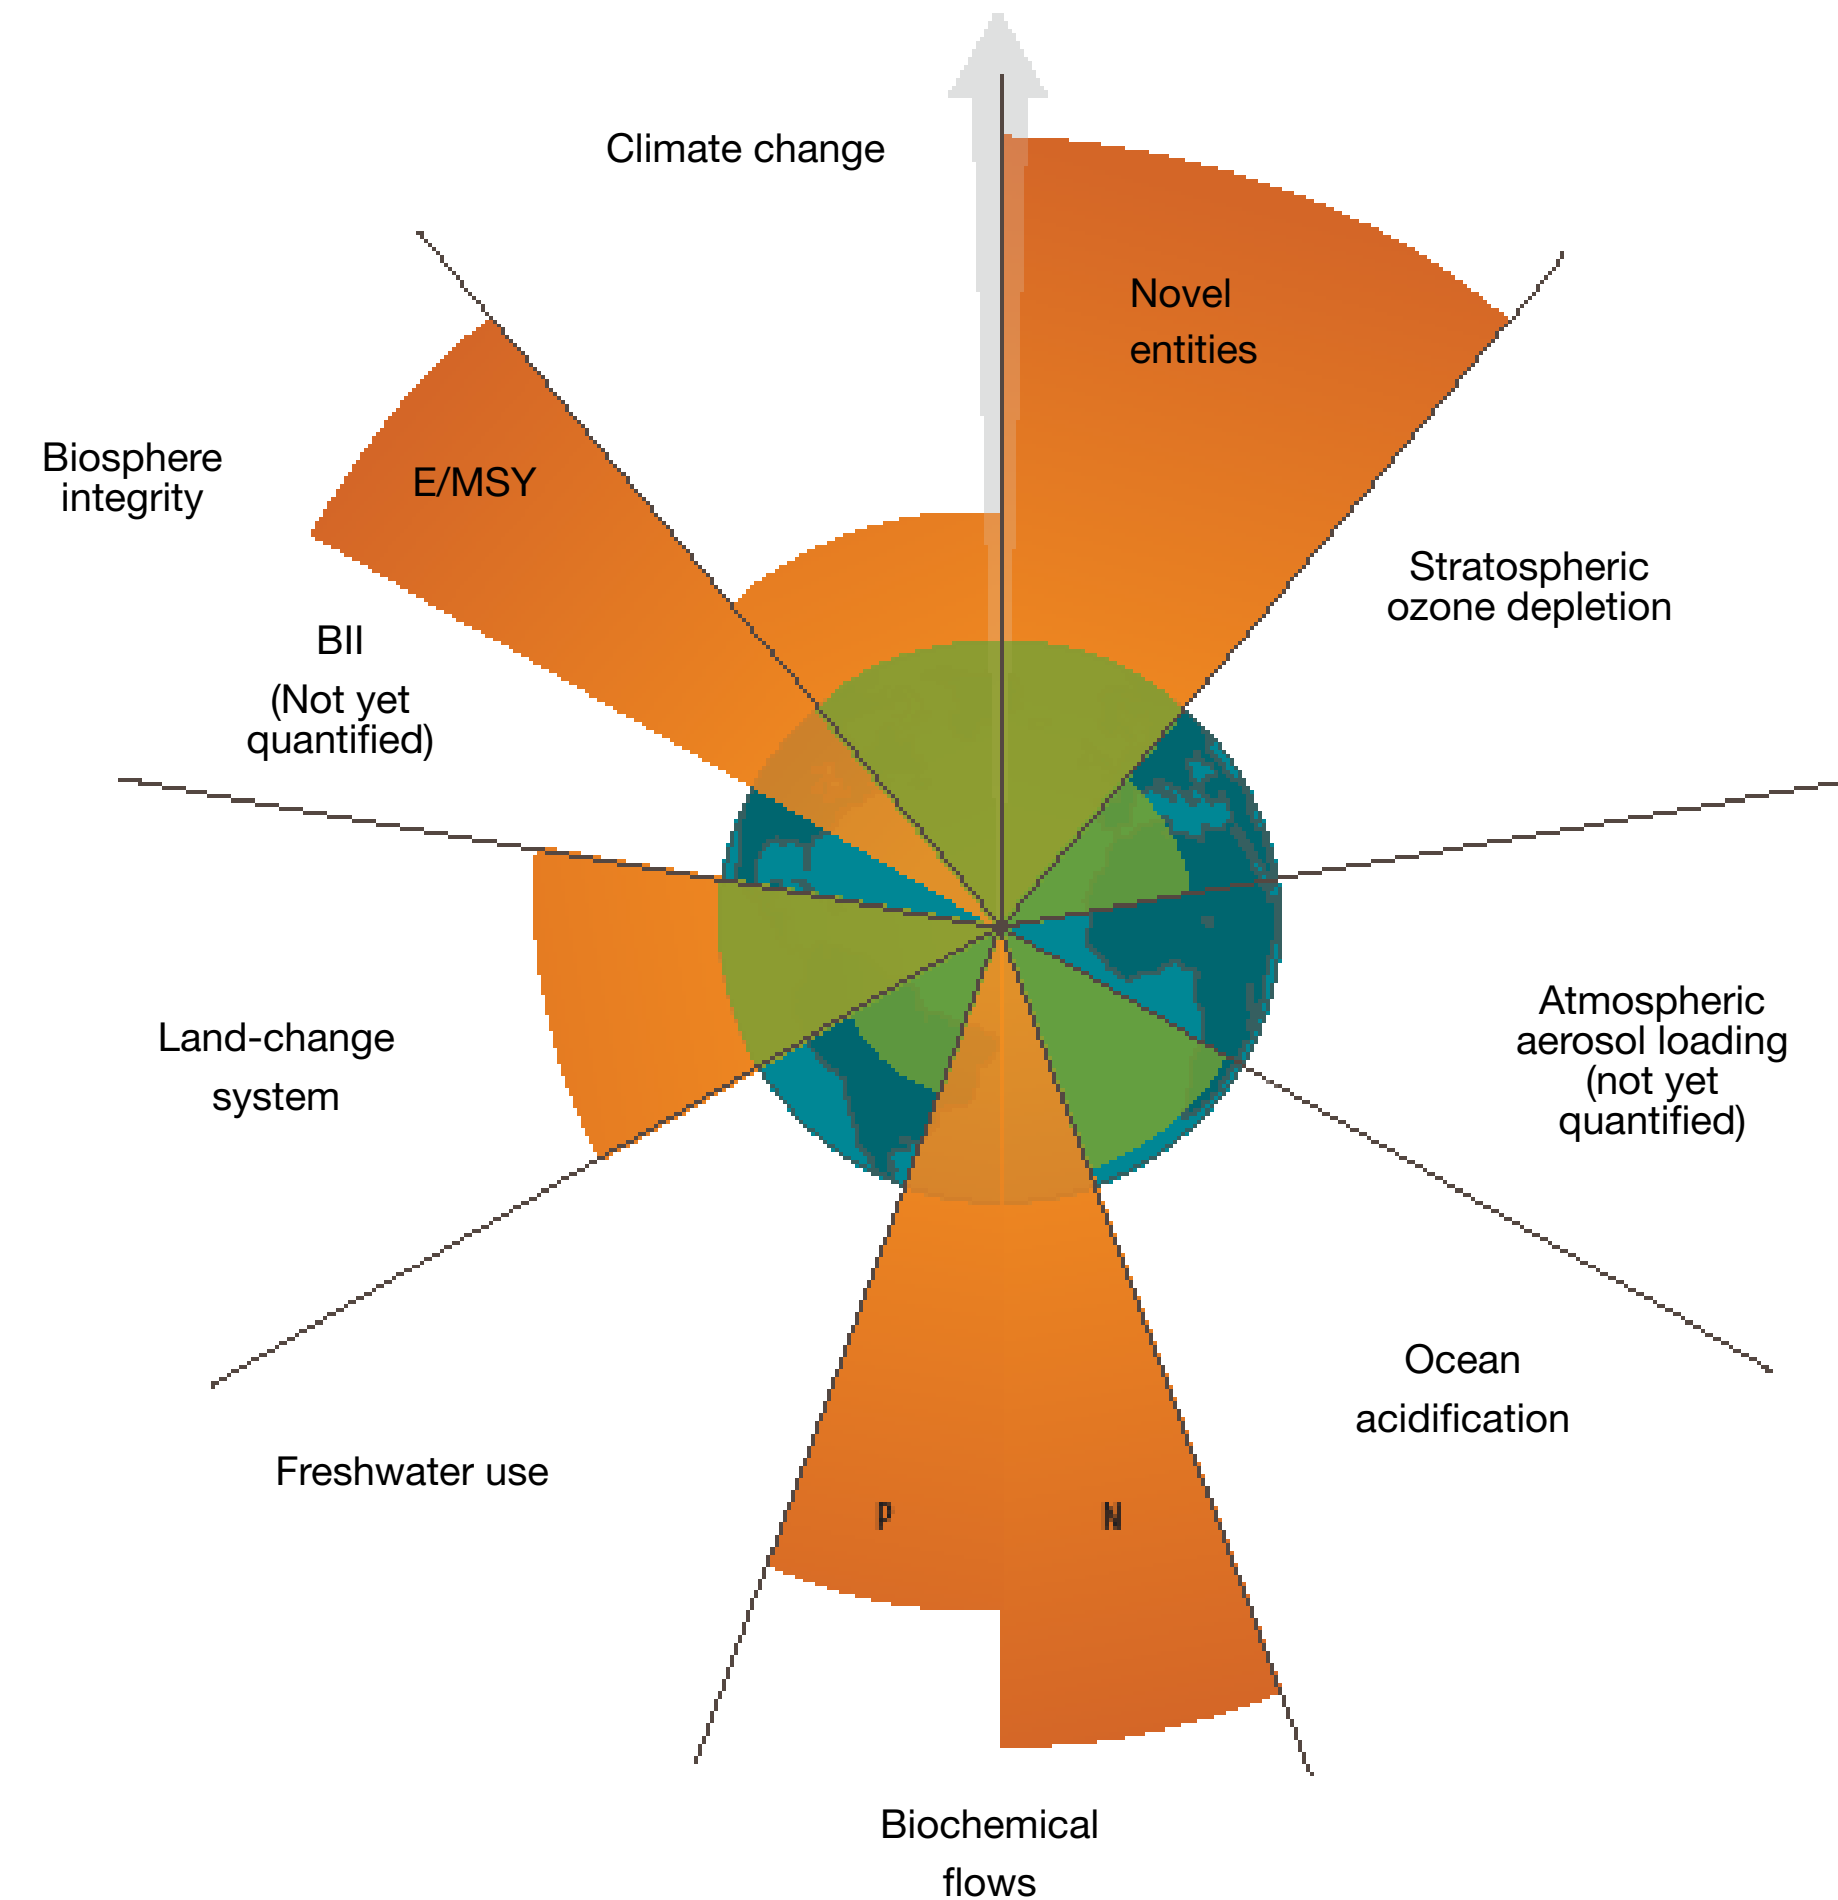 Climate change
Novel
entities
Biosphere
integrity
E/MSY
Stratospheric
ozone depletion
BII
(Not yet
quantified)
Land-change
system
Atmospheric
aerosol loading
(not yet
quantified)
Ocean
acidification
Freshwater use
P
N
Biochemical
flows